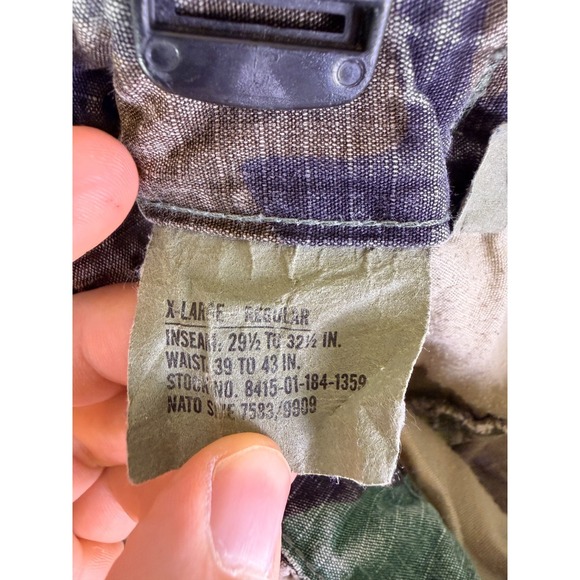 X-LARGE REGULAR
INSEAM: 29½ TO 32½ IN.
WAIST: 39 TO 43 IN.
STOCK NO. 8415-01-184-1359
NATO SIZE 7583/9909